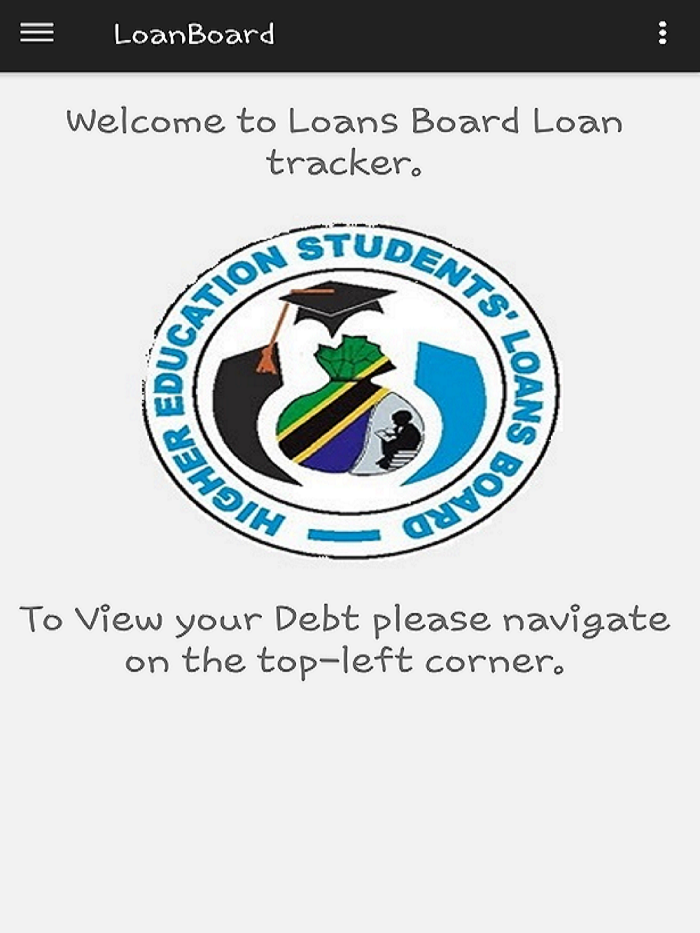 LoanBoard
Welcome to Loans Board Loan
tracker.
HIGHER EDUCATION STUDENTS' LOANS BOARD
To View your Debt please navigate
on the top-left corner.